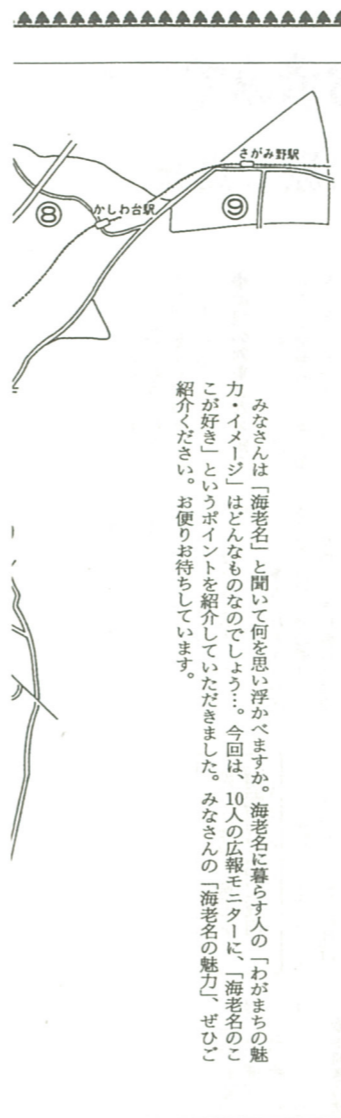 さがみ野駅
かしわ台駅
⑧
⑨
みなさんは「海老名」と聞いて何を思い浮かべますか。海老名に暮らす人の「わがまちの魅
力・イメージ」はどんなものなのでしょう…。今回は、10人の広報モニターに、「海老名のこ
こが好き」というポイントを紹介していただきました。みなさんの「海老名の魅力」、ぜひご
紹介ください。お便りお待ちしています。